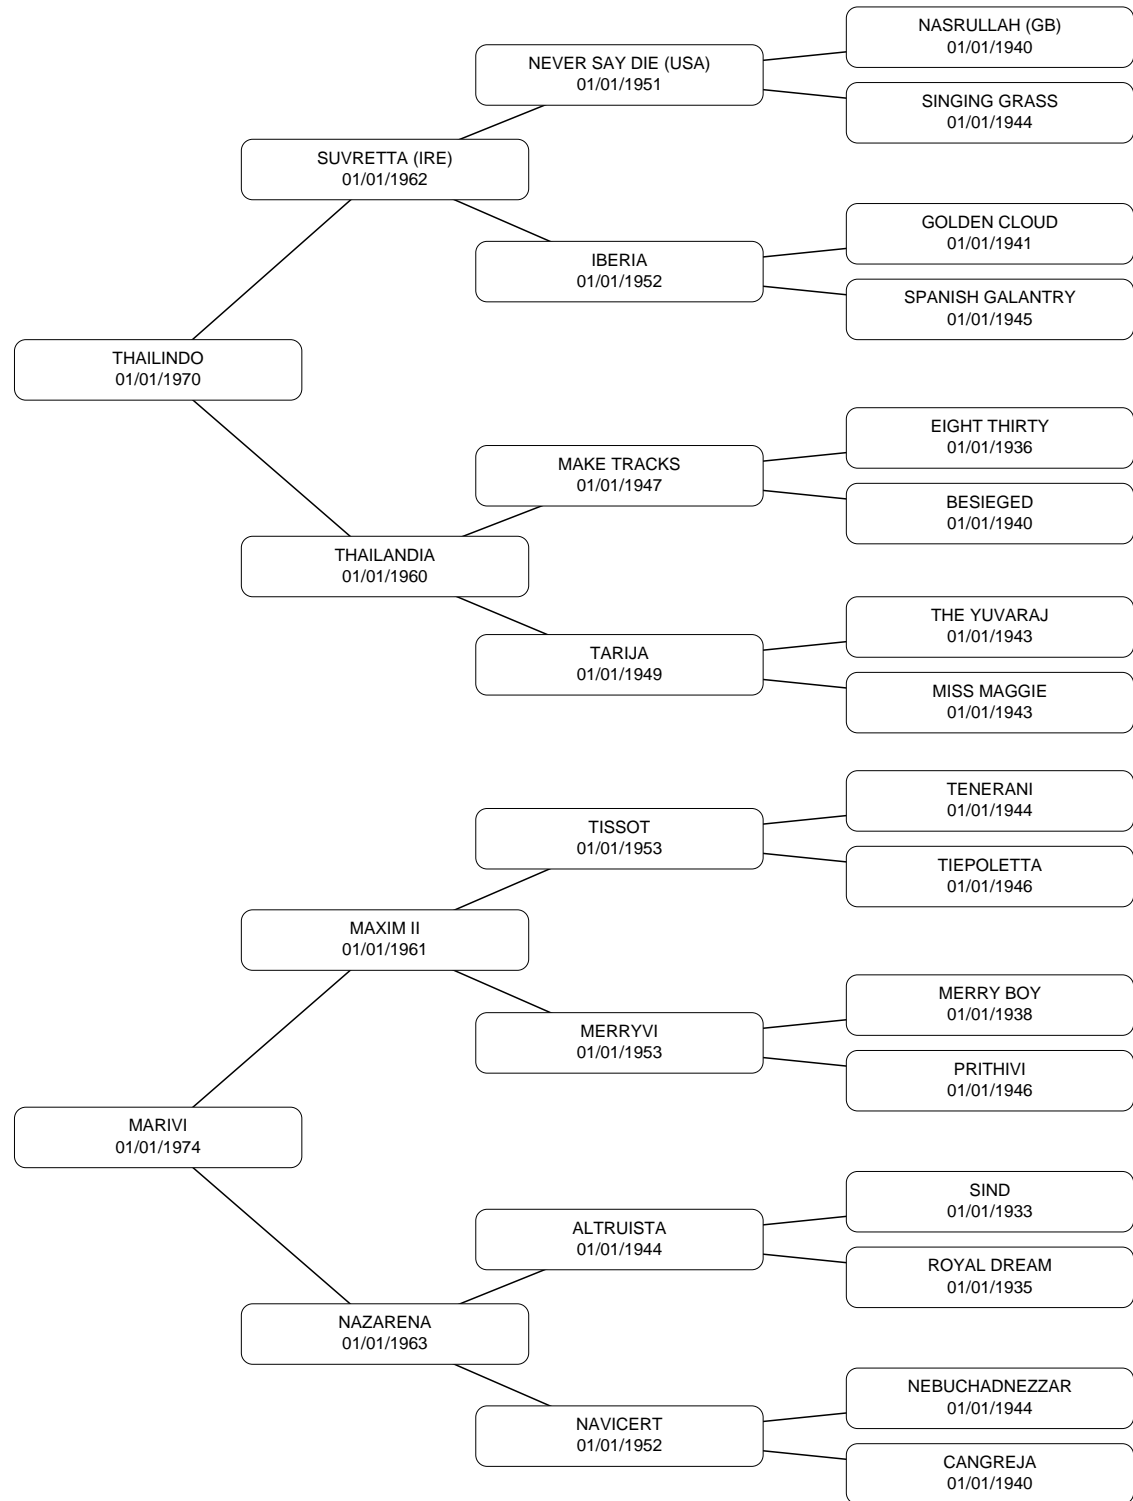 NASRULLAH (GB)
01/01/1940
NEVER SAY DIE (USA)
01/01/1951
SINGING GRASS
01/01/1944
SUVRETTA (IRE)
01/01/1962
GOLDEN CLOUD
01/01/1941
IBERIA
01/01/1952
SPANISH GALANTRY
01/01/1945
THAILINDO
01/01/1970
EIGHT THIRTY
01/01/1936
MAKE TRACKS
01/01/1947
BESIEGED
01/01/1940
THAILANDIA
01/01/1960
THE YUVARAJ
01/01/1943
TARIJA
01/01/1949
MISS MAGGIE
01/01/1943
TENERANI
01/01/1944
TISSOT
01/01/1953
TIEPOLETTA
01/01/1946
MAXIM II
01/01/1961
MERRY BOY
01/01/1938
MERRYVI
01/01/1953
PRITHIVI
01/01/1946
MARIVI
01/01/1974
SIND
01/01/1933
ALTRUISTA
01/01/1944
ROYAL DREAM
01/01/1935
NAZARENA
01/01/1963
NEBUCHADNEZZAR
01/01/1944
NAVICERT
01/01/1952
CANGREJA
01/01/1940